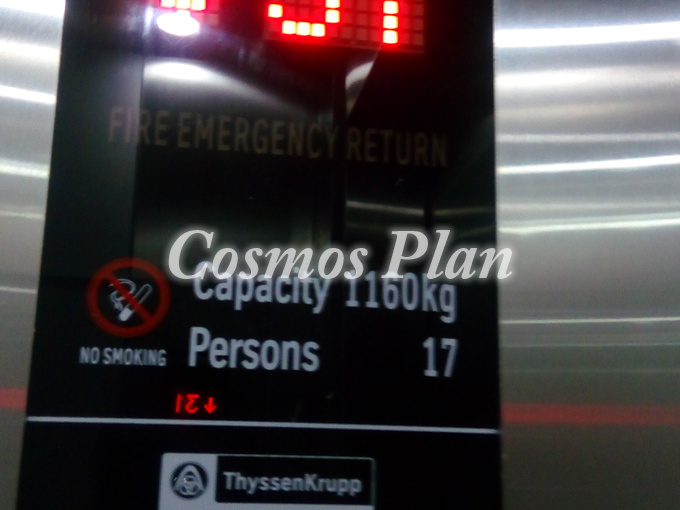 FIRE EMERGENCY RETURN
Cosmos Plan
Capacity 1160kg
NO SMOKING
Persons 17
ThyssenKrupp